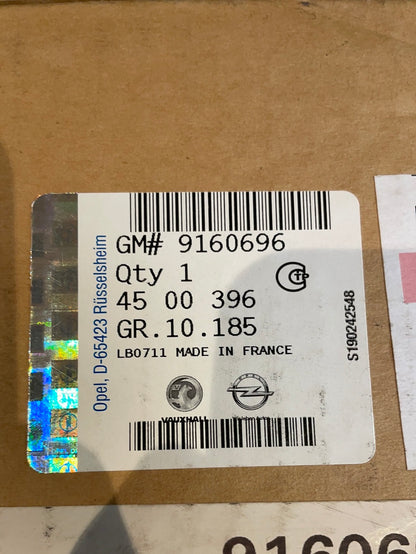 GM# 9160696
Qty 1
45 00 396
GR.10.185
LB0711 MADE IN FRANCE
VAUXHALL
Opel, D-65423 Rüsselsheim
S190242548
91606